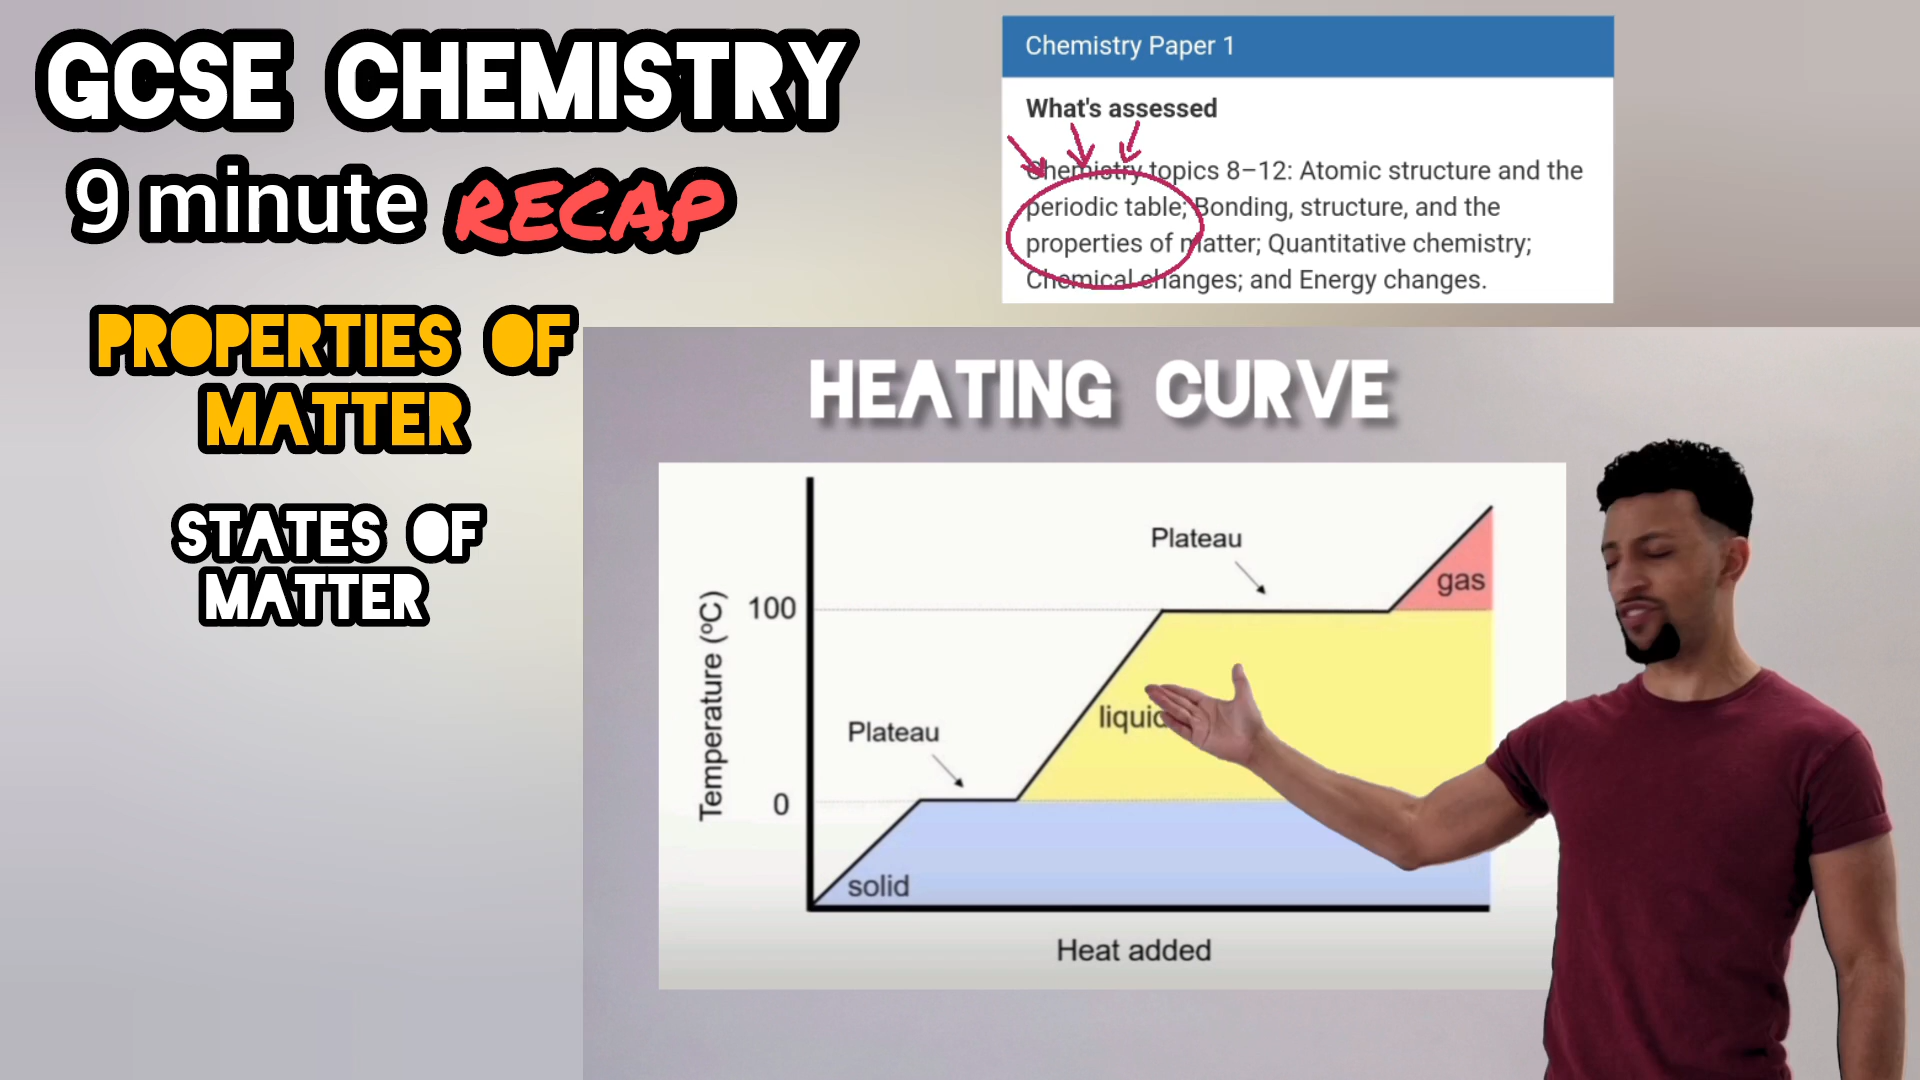 GCSE CHEMISTRY
9 minute RECAP
PROPERTIES OF
MATTER
STATES OF
MATTER
Chemistry Paper 1
What's assessed
Chemistry topics 8–12: Atomic structure and the
periodic table; Bonding, structure, and the
properties of matter; Quantitative chemistry;
Chemical changes; and Energy changes.
HEATING CURVE
Temperature (ºC)
100
0
Plateau
gas
Plateau
liquid
solid
Heat added